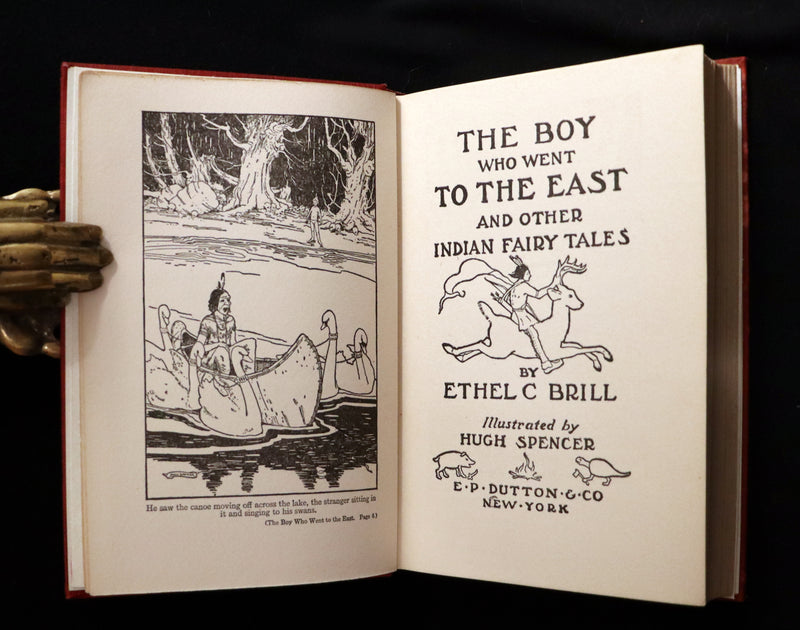 He saw the canoe moving off across the lake, the stranger sitting in
it and singing to his swans.
(The Boy Who Went to the East. Page 4)
THE BOY
WHO WENT
TO THE EAST
AND OTHER
INDIAN FAIRY TALES
BY
ETHEL C BRILL
Illustrated by
HUGH SPENCER
E·P·DUTTON·&·CO
NEW·YORK